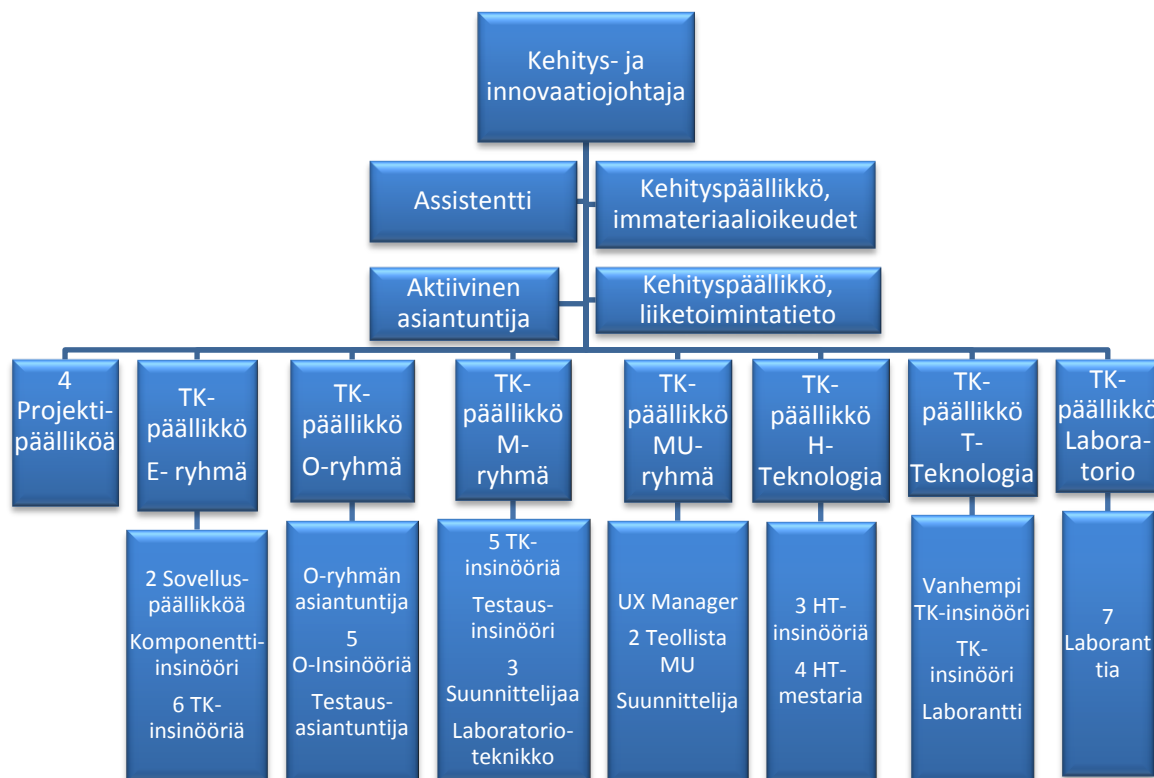 Kehitys- ja
innovaatiojohtaja
Assistentti
Kehityspäällikkö,
immateriaalioikeudet
Aktiivinen
asiantuntija
Kehityspäällikkö,
liiketoimintatieto
4
Projekti-
päälliköä
TK-
päällikkö
E- ryhmä
TK-
päällikkö
O-ryhmä
TK-
päällikkö
M-
ryhmä
TK-
päällikkö
MU-
ryhmä
TK-
päällikkö
H-
Teknologia
TK-
päällikkö
T-
Teknologia
TK-
päällikkö
Labora-
torio
2 Sovellus-
päällikköä
Komponentti-
insinööri
6 TK-
insinööriä
O-ryhmän
asiantuntija
5
O-Insinööriä
Testaus-
asiantuntija
5 TK-
insinööriä
Testaus-
insinööri
3
Suunnittelijaa
Laboratorio-
teknikko
UX Manager
2 Teollista
MU
Suunnittelija
3 HT-
insinööriä
4 HT-
mestaria
Vanhempi
TK-insinööri
TK-
insinööri
Laborantti
7
Laborant
tia